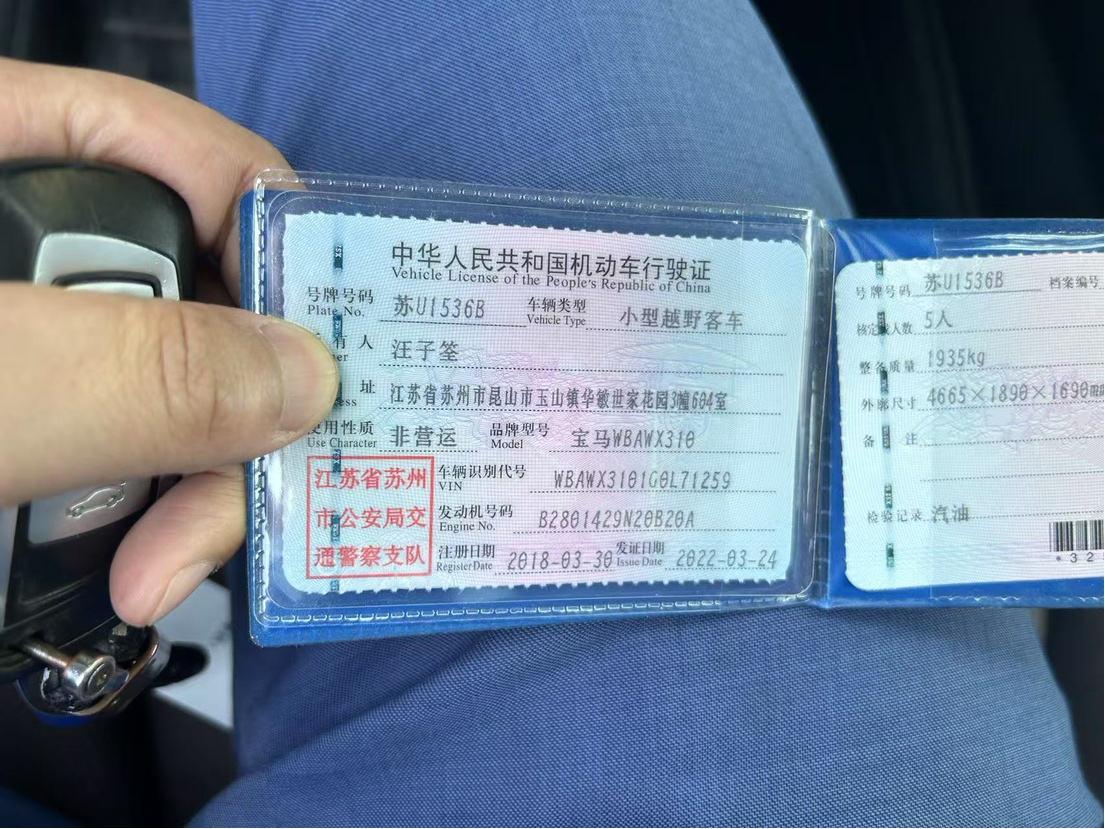 中华人民共和国机动车行驶证
Vehicle License of the People's Republic of China
号牌号码 苏U1536B 车辆类型 小型越野客车
Plate No. Vehicle Type
有人 汪子筌
址 江苏省苏州市昆山市玉山镇华敏世家花园3幢604室
使用性质 非营运 品牌型号 宝马WBAWX310
Use Character Model
车辆识别代号 WBAWX3101G0L71259
VIN
发动机号码 B2801429N20B20A
Engine No.
注册日期 2018-03-30 发证日期 2022-03-24
Register Date Issue Date
江苏省苏州
市公安局交
通警察支队
号牌号码 苏U1536B 档案编号
核定载人数 5人
整备质量 1935kg
外廓尺寸 4665×1890×1690
备注
检验记录 汽油
*32